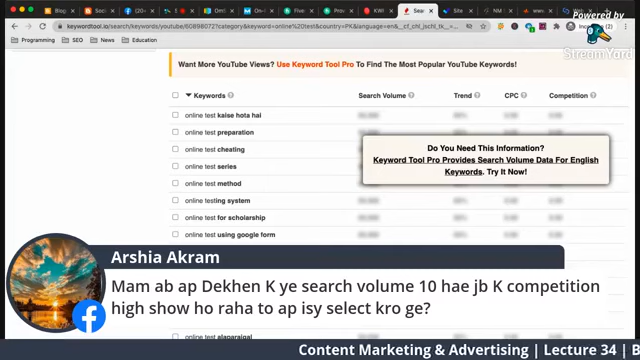 Blog
Powered by
StreamYard
keywordtool.io/search/keywords/youtube/60898072?category&keyword=online test&country=PK&language=en
Programming
SEO
News
Education
Want More YouTube Views? Use Keyword Tool Pro To Find The Most Popular YouTube Keywords!
Keywords
Search Volume
Trend
CPC
Competition
online test kaise hota hai
online test preparation
online test cheating
online test series
online test method
online testing system
online test for scholarship
online test using google form
Do You Need This Information?
Keyword Tool Pro Provides Search Volume Data For English
Keywords. Try It Now!
Arshia Akram
Mam ab ap Dekhen K ye search volume 10 hae jb K competition
high show ho raha to ap isy select kro ge?
online test alaparaigal
Content Marketing & Advertising | Lecture 34 | B